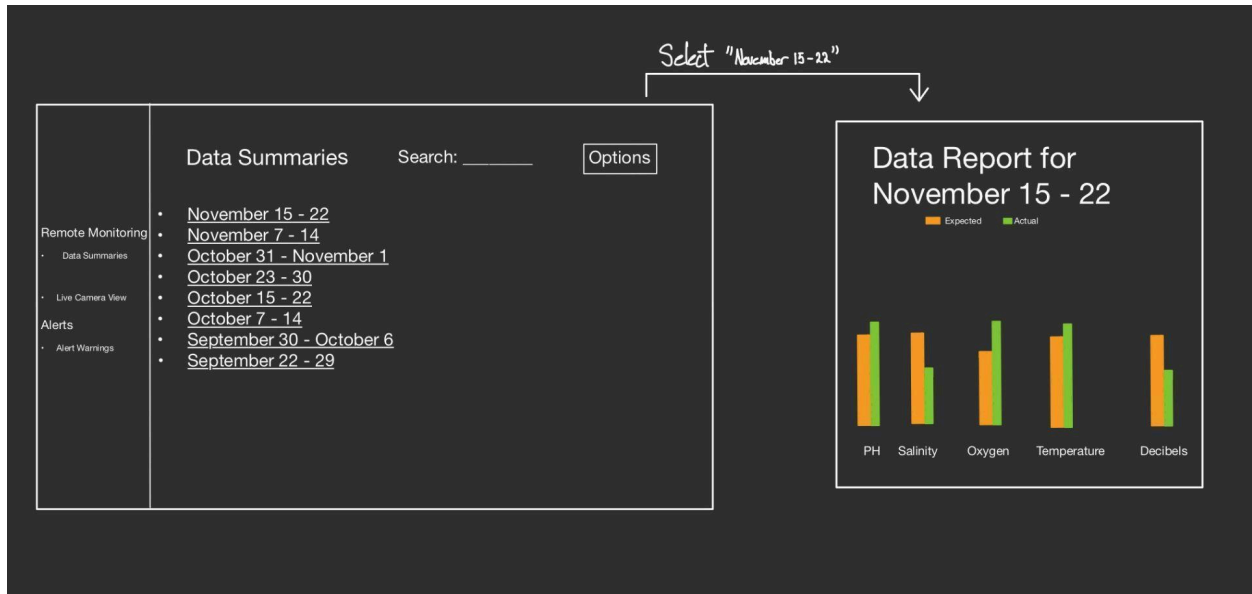 Select "November 15-22"
Data Summaries
Search: ________
Options
November 15 - 22
November 7 - 14
October 31 - November 1
October 23 - 30
October 15 - 22
October 7 - 14
September 30 - October 6
September 22 - 29
Remote Monitoring
Data Summaries
Live Camera View
Alerts
Alert Warnings
Data Report for
November 15 - 22
Expected Actual
PH Salinity Oxygen Temperature Decibels